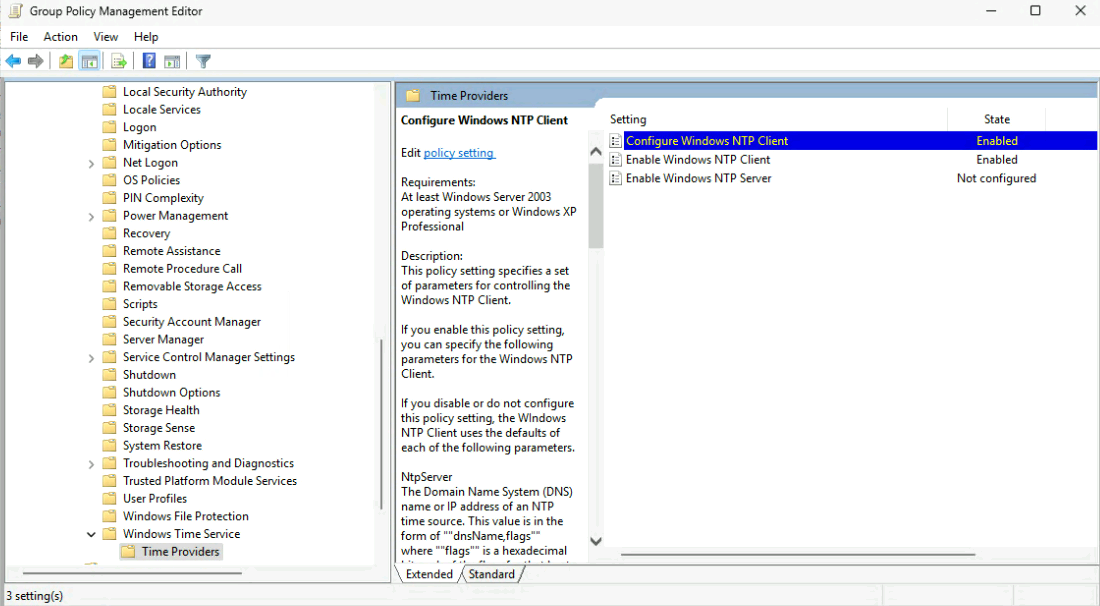 Group Policy Management Editor
File Action View Help
Local Security Authority
Locale Services
Logon
Mitigation Options
Net Logon
OS Policies
PIN Complexity
Power Management
Recovery
Remote Assistance
Remote Procedure Call
Removable Storage Access
Scripts
Security Account Manager
Server Manager
Service Control Manager Settings
Shutdown
Shutdown Options
Storage Health
Storage Sense
System Restore
Troubleshooting and Diagnostics
Trusted Platform Module Services
User Profiles
Windows File Protection
Windows Time Service
Time Providers
Time Providers
Configure Windows NTP Client
Edit policy setting
Requirements:
At least Windows Server 2003
operating systems or Windows XP
Professional
Description:
This policy setting specifies a set
of parameters for controlling the
Windows NTP Client.
If you enable this policy setting,
you can specify the following
parameters for the Windows NTP
Client.
If you disable or do not configure
this policy setting, the WIndows
NTP Client uses the defaults of
each of the following parameters.
NtpServer
The Domain Name System (DNS)
name or IP address of an NTP
time source. This value is in the
form of ""dnsName,flags""
where ""flags"" is a hexadecimal
Setting State
Configure Windows NTP Client Enabled
Enable Windows NTP Client Enabled
Enable Windows NTP Server Not configured
Extended Standard
3 setting(s)